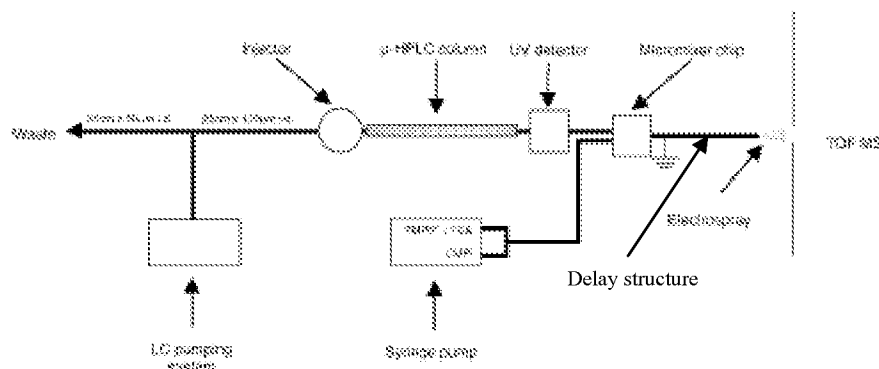 Injector
μ-HPLC column
UV detector
Micromixer chip
Waste
TOF MS
Electrospray
Delay structure
LC pumping
system
Syringe pump